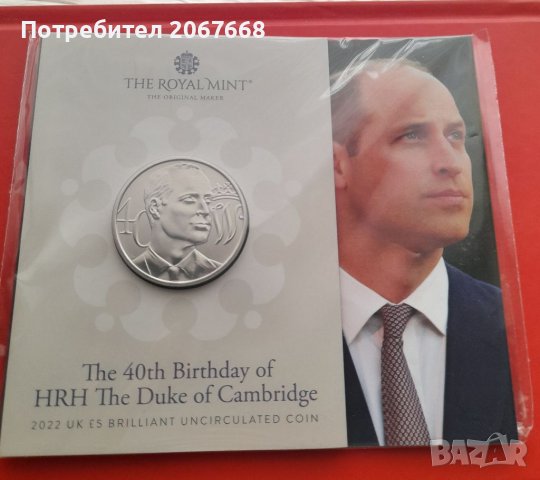 Потребител 2067668
THE ROYAL MINT®
THE ORIGINAL MAKER
40
The 40th Birthday of
HRH The Duke of Cambridge
2022 UK £5 BRILLIANT UNCIRCULATED COIN
BAZAR